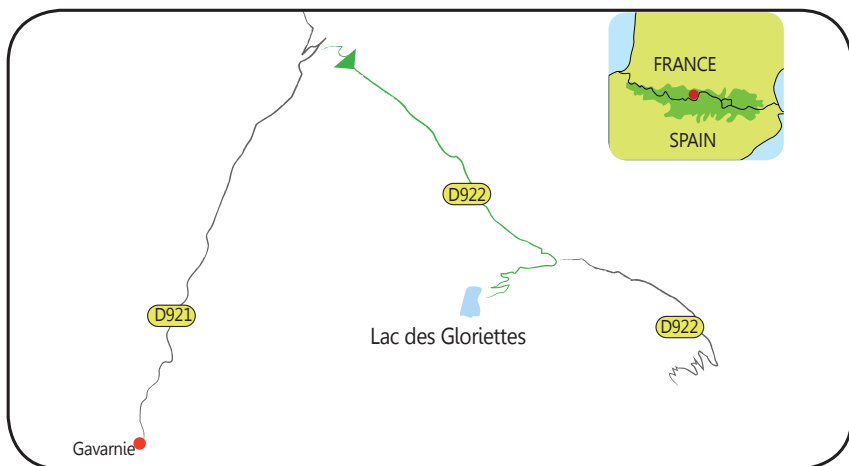 FRANCE
SPAIN
D922
D921
D922
Lac des Gloriettes
Gavarnie